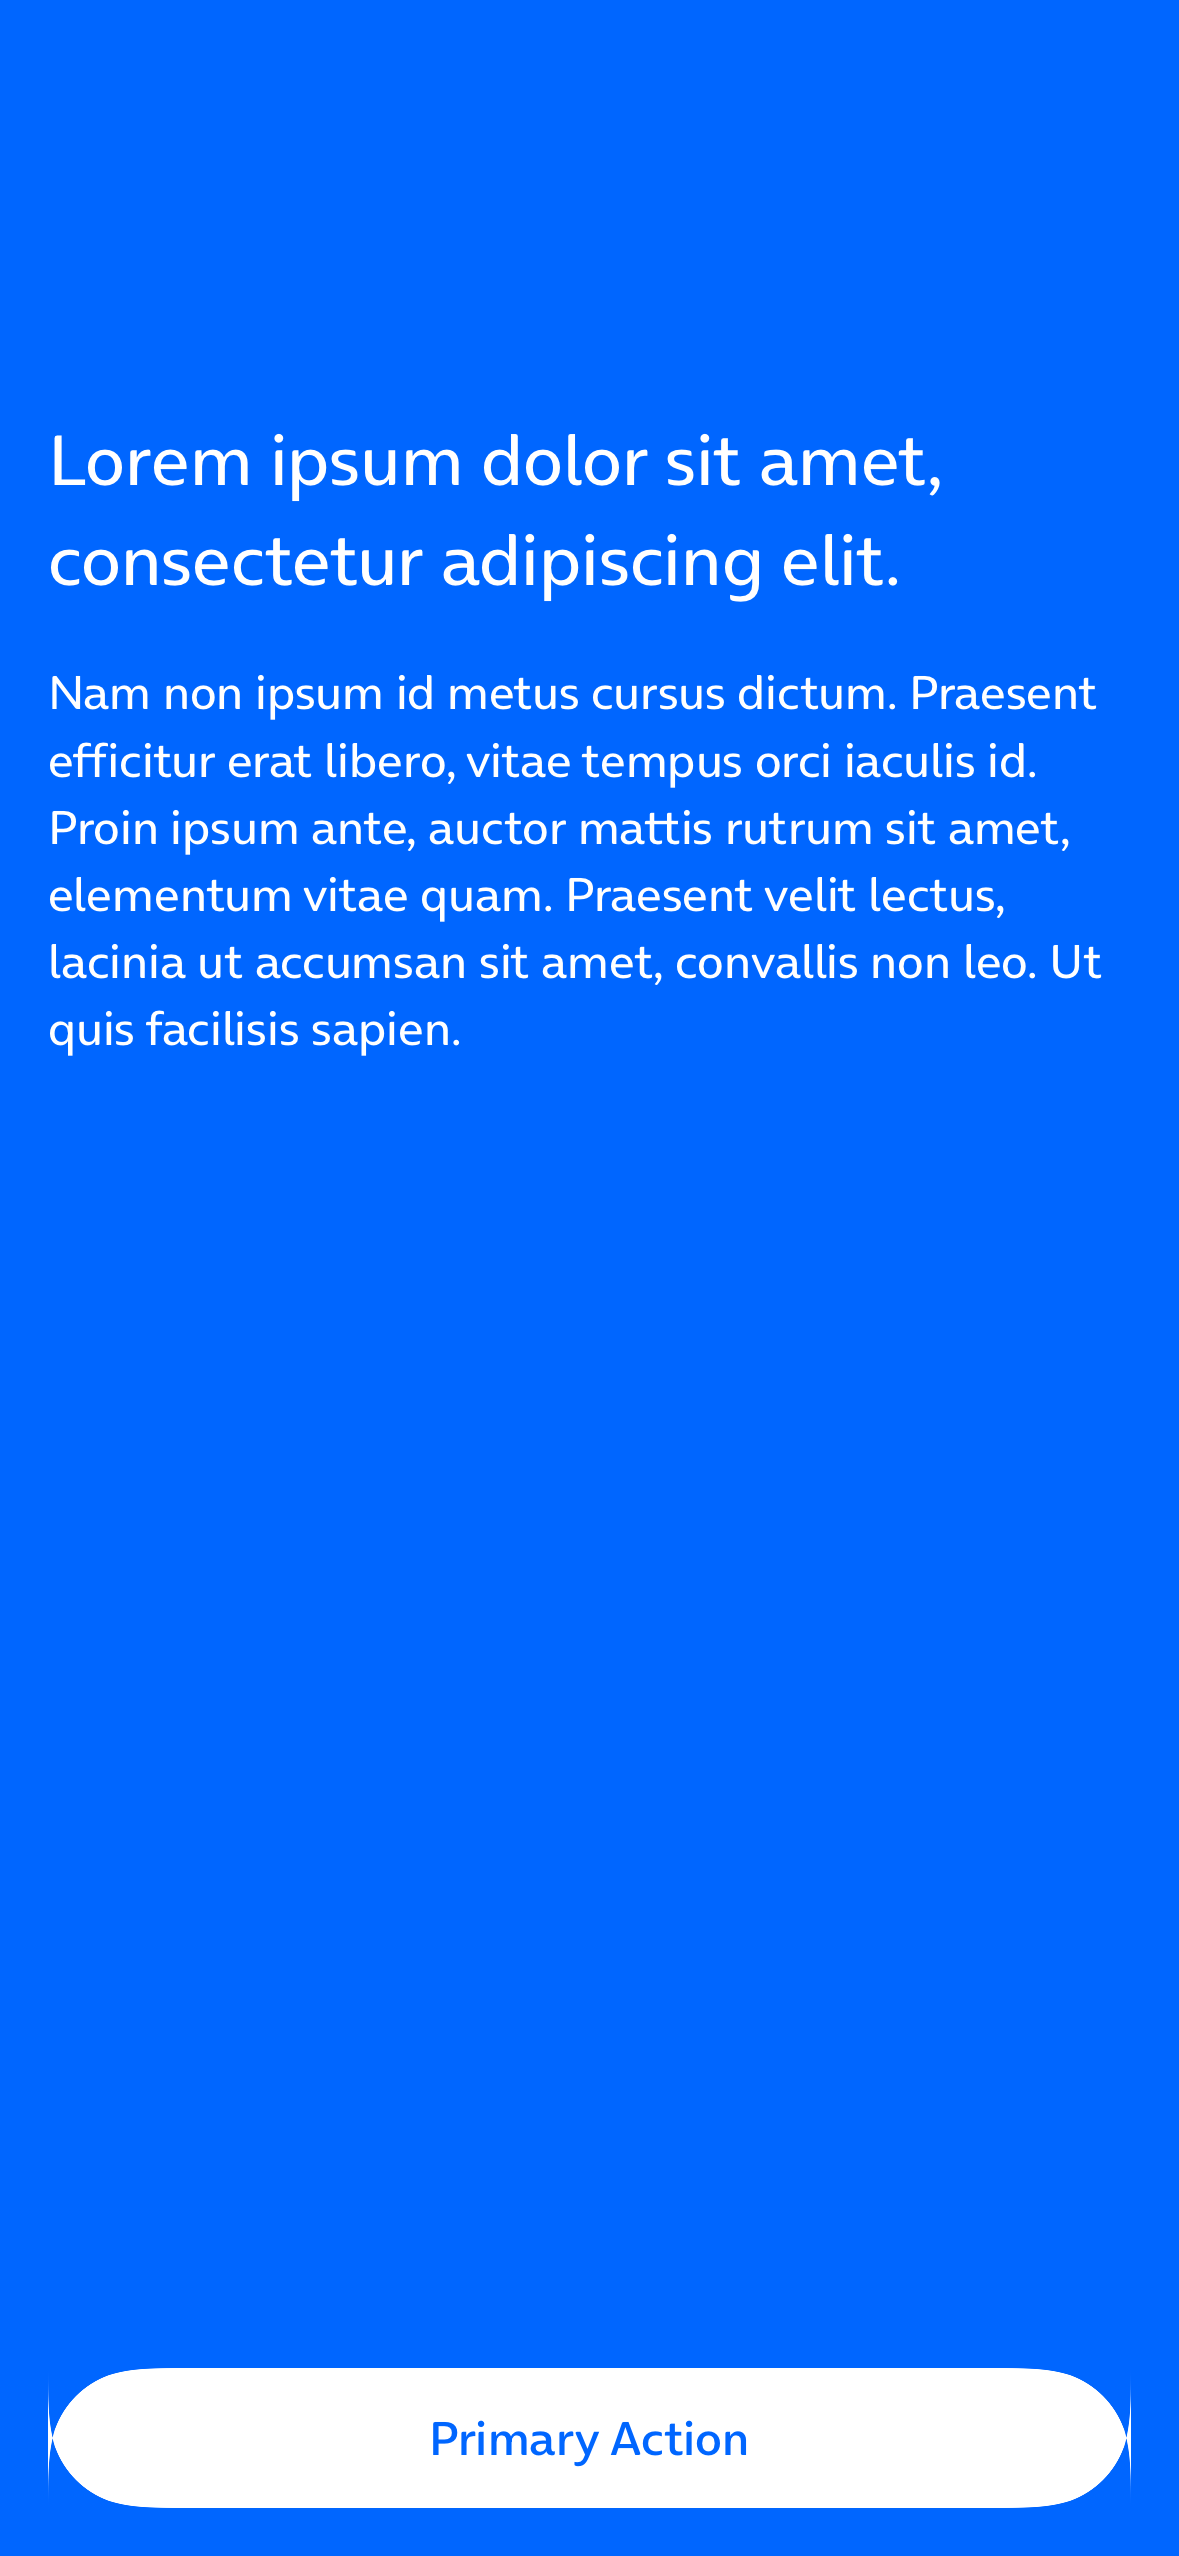 Lorem ipsum dolor sit amet,
consectetur adipiscing elit.
Nam non ipsum id metus cursus dictum. Praesent
efficitur erat libero, vitae tempus orci iaculis id.
Proin ipsum ante, auctor mattis rutrum sit amet,
elementum vitae quam. Praesent velit lectus,
lacinia ut accumsan sit amet, convallis non leo. Ut
quis facilisis sapien.
Primary Action